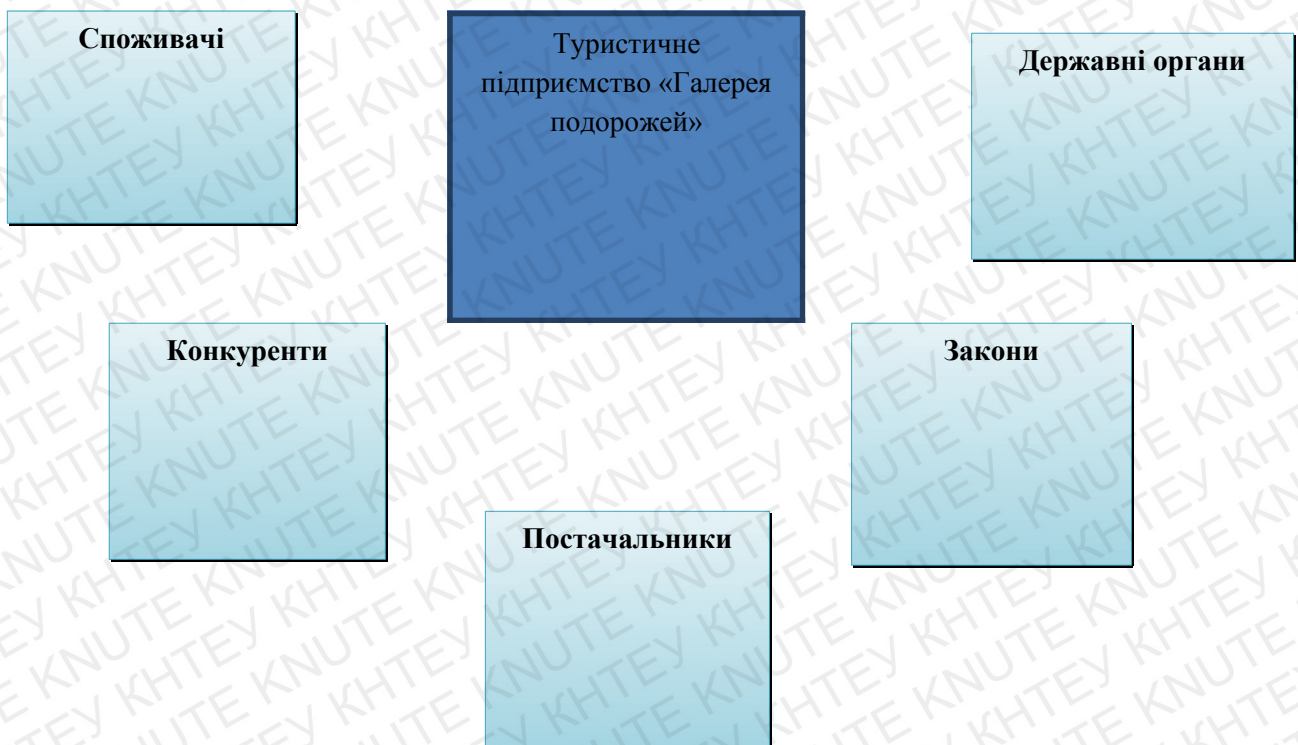 Споживачі
Туристичне
підприємство «Галерея
подорожей»
Державні органи
Конкуренти
Закони
Постачальники